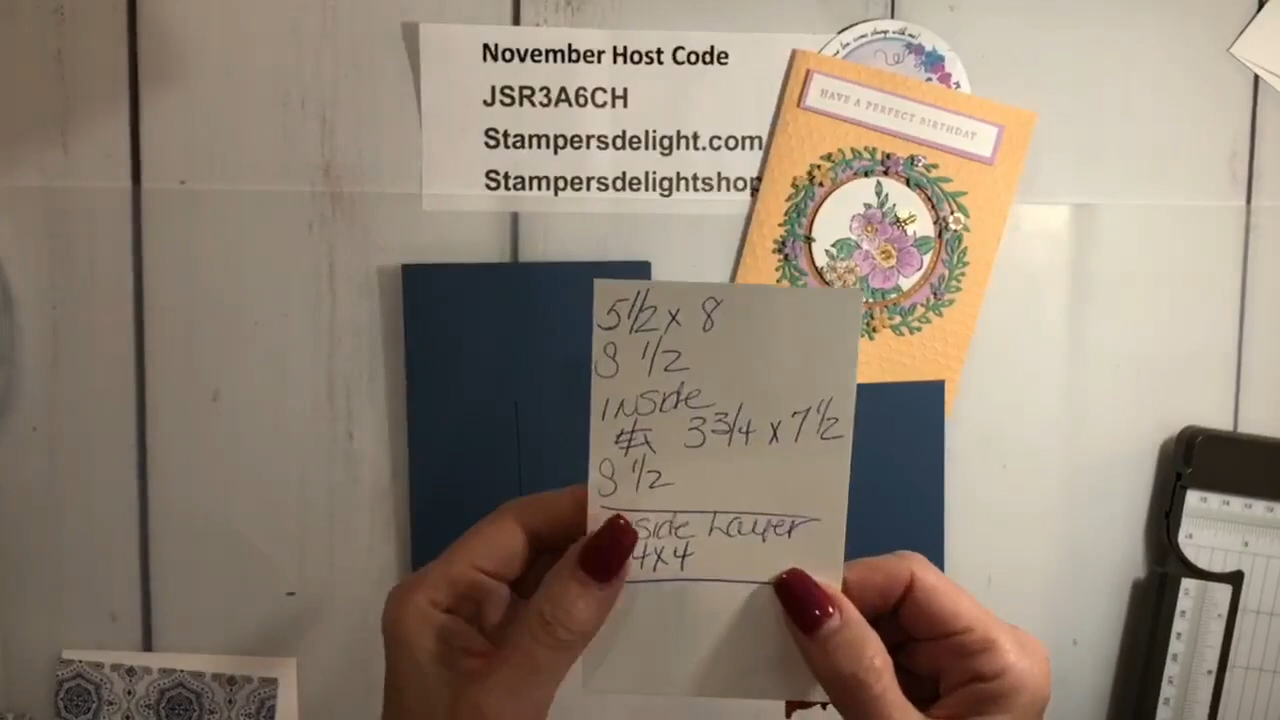 November Host Code
JSR3A6CH
Stampersdelight.com
Stampersdelightshop
HAVE A PERFECT BIRTHDAY
5 1/2 x 8
8 1/2
Inside
3 3/4 x 7 1/2
8 1/2
Layer
4x4